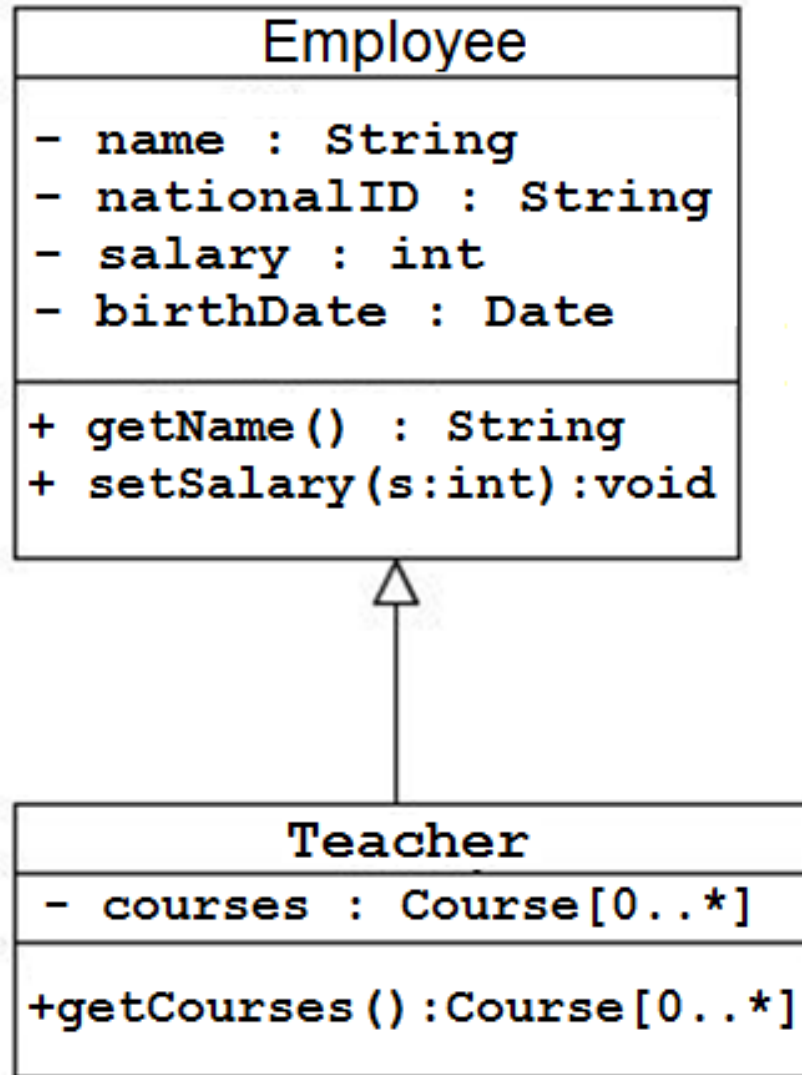 Employee
- name : String
- nationalID : String
- salary : int
- birthDate : Date
+ getName() : String
+ setSalary(s:int):void
Teacher
- courses : Course[0..*]
+getCourses():Course[0..*]